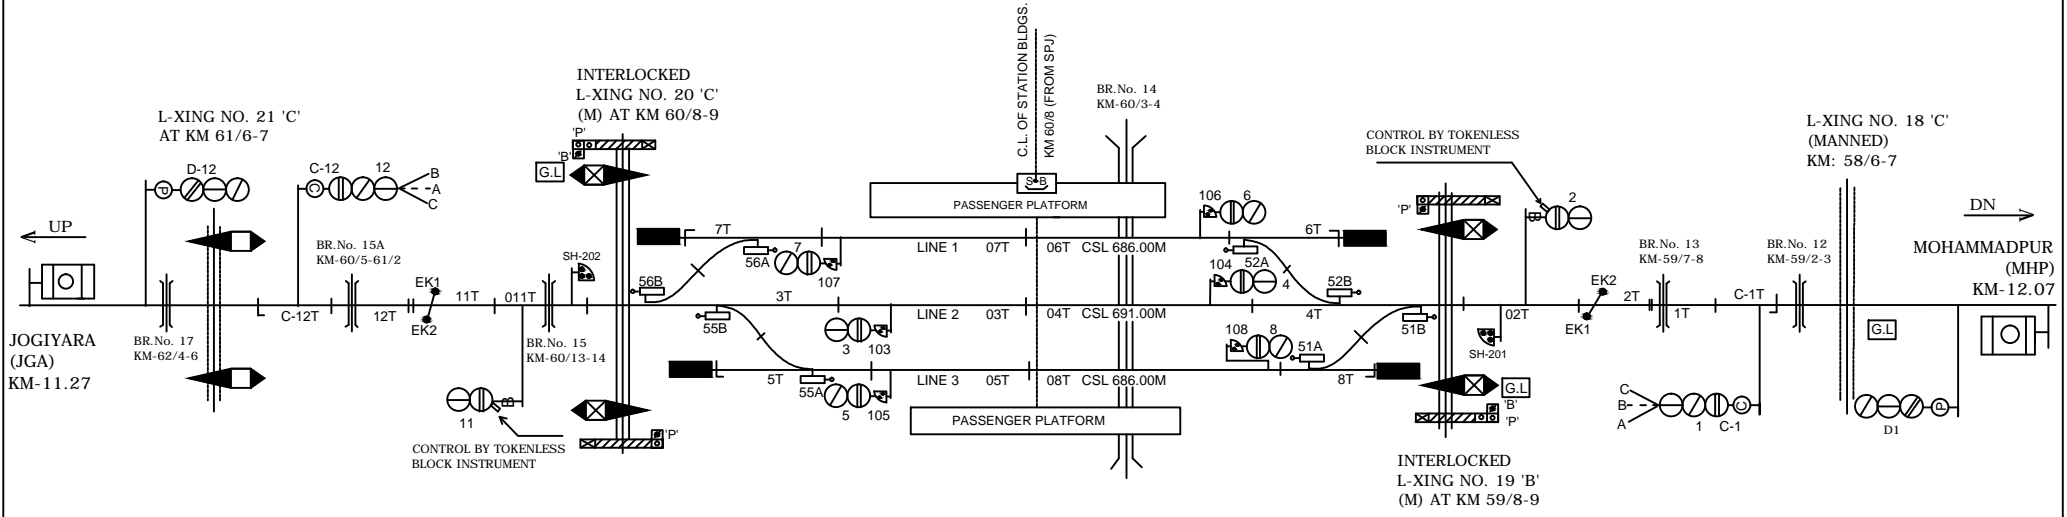 C.L. OF STATION BLDGS.
KM 60/8 (FROM SPJ)
INTERLOCKED
L-XING NO. 20 'C'
(M) AT KM 60/8-9
BR.No. 14
KM-60/3-4
L-XING NO. 21 'C'
AT KM 61/6-7
L-XING NO. 18 'C'
(MANNED)
KM: 58/6-7
CONTROL BY TOKENLESS
BLOCK INSTRUMENT
'P'
'B'
G.L
D-12
P
C-12
C
12
B
A
C
S B
PASSENGER PLATFORM
106
6
'P'
B
2
UP
DN
BR.No. 15A
KM-60/5-61/2
SH-202
7T
7
56A
107
LINE 1
07T
06T
CSL 686.00M
6T
52A
104
4
52B
BR.No. 13
KM-59/7-8
BR.No. 12
KM-59/2-3
MOHAMMADPUR
(MHP)
KM-12.07
EK1
EK2
56B
C-12T
12T
11T
011T
3T
55B
LINE 2
03T
04T
CSL 691.00M
4T
51B
02T
EK2
EK1
2T
1T
C-1T
G.L
JOGIYARA
(JGA)
KM-11.27
BR.No. 17
KM-62/4-6
BR.No. 15
KM-60/13-14
3
103
108
8
51A
SH-201
5T
55A
LINE 3
05T
08T
CSL 686.00M
8T
G.L
5
105
11
B
CONTROL BY TOKENLESS
BLOCK INSTRUMENT
'P'
PASSENGER PLATFORM
'B'
'P'
C
B
A
1
C-1
C
D1
P
INTERLOCKED
L-XING NO. 19 'B'
(M) AT KM 59/8-9